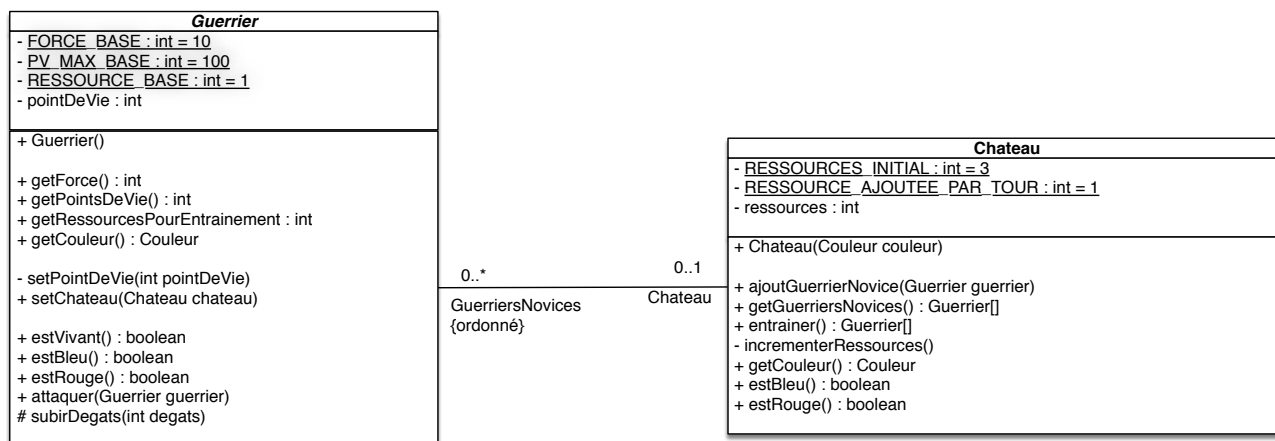 Guerrier
- FORCE_BASE : int = 10
- PV_MAX_BASE : int = 100
- RESSOURCE_BASE : int = 1
- pointDeVie : int
+ Guerrier()
+ getForce() : int
+ getPointsDeVie() : int
+ getRessourcesPourEntrainement : int
+ getCouleur() : Couleur
- setPointDeVie(int pointDeVie)
+ setChateau(Chateau chateau)
+ estVivant() : boolean
+ estBleu() : boolean
+ estRouge() : boolean
+ attaquer(Guerrier guerrier)
# subirDegats(int degats)
0..*
GuerriersNovices
{ordonné}
0..1
Chateau
Chateau
- RESSOURCES_INITIAL : int = 3
- RESSOURCE_AJOUTEE_PAR_TOUR : int = 1
- ressources : int
+ Chateau(Couleur couleur)
+ ajoutGuerrierNovice(Guerrier guerrier)
+ getGuerriersNovices() : Guerrier[]
+ entrainer() : Guerrier[]
- incrementerRessources()
+ getCouleur() : Couleur
+ estBleu() : boolean
+ estRouge() : boolean